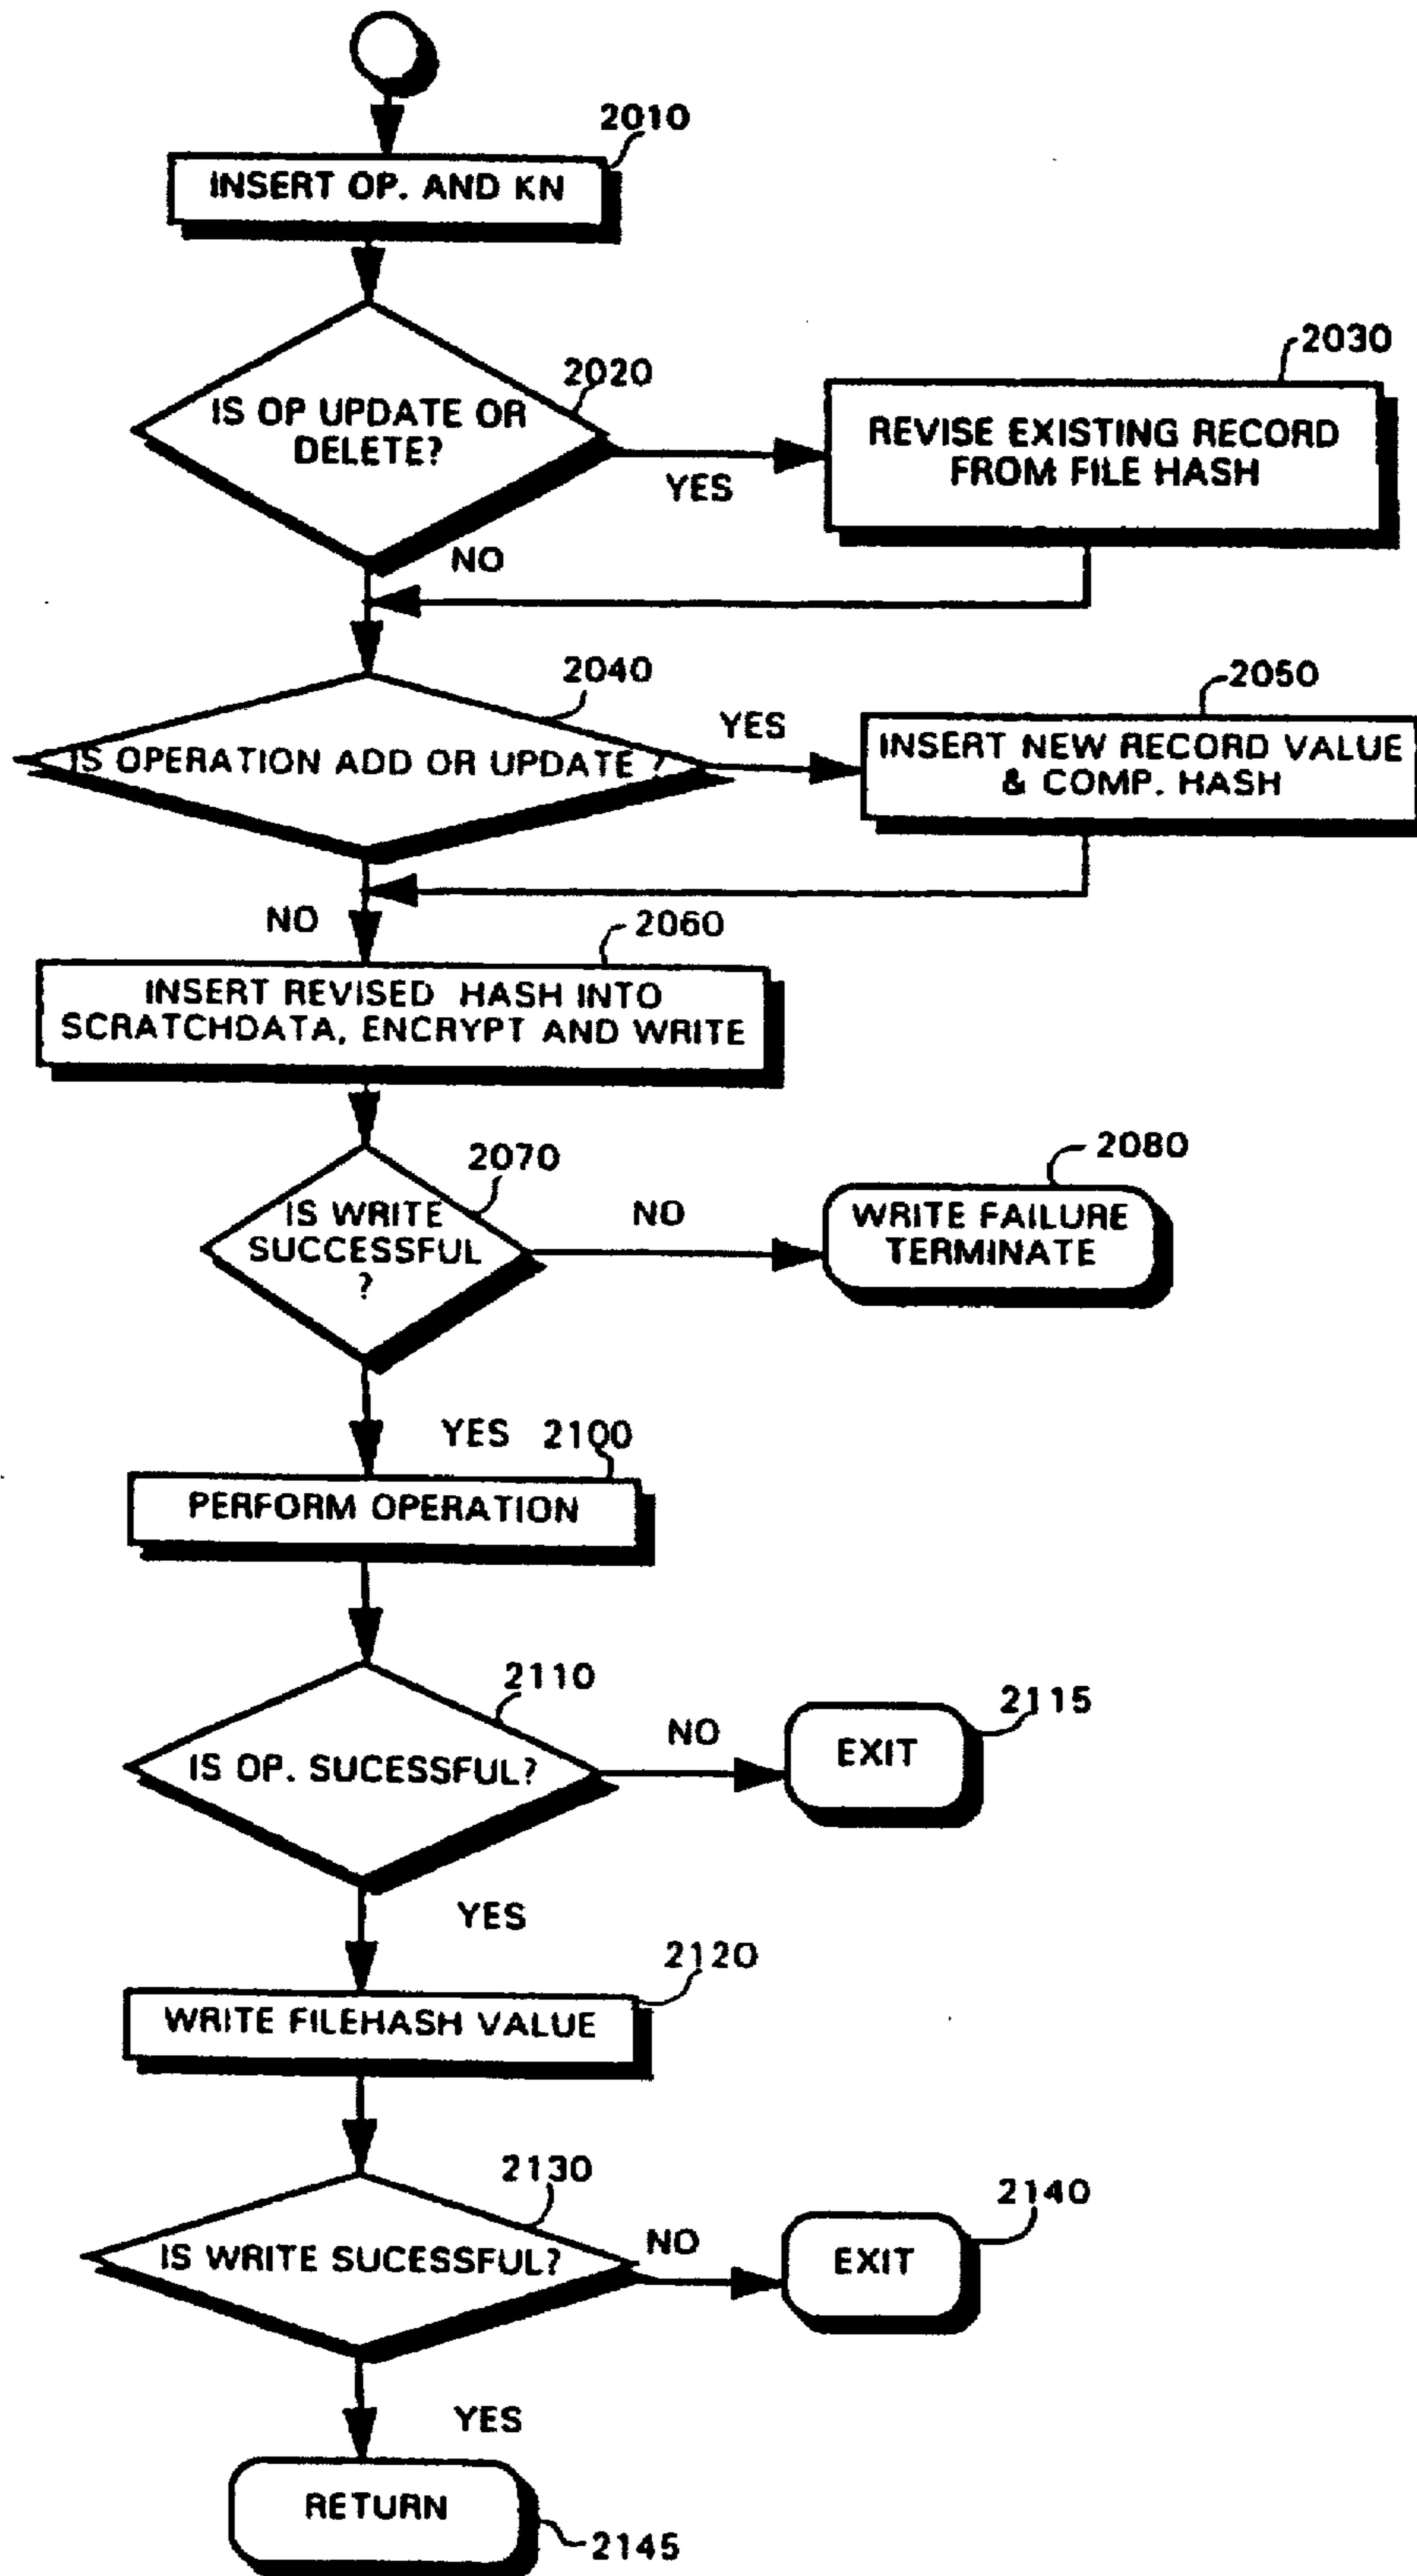 2010
INSERT OP. AND KN
2020
IS OP UPDATE OR
DELETE?
YES
NO
2030
REVISE EXISTING RECORD
FROM FILE HASH
2040
IS OPERATION ADD OR UPDATE ?
YES
NO
2050
INSERT NEW RECORD VALUE
& COMP. HASH
2060
INSERT REVISED HASH INTO
SCRATCHDATA, ENCRYPT AND WRITE
2070
IS WRITE
SUCCESSFUL
?
NO
2080
WRITE FAILURE
TERMINATE
YES
2100
PERFORM OPERATION
2110
IS OP. SUCESSFUL?
NO
2115
EXIT
YES
2120
WRITE FILEHASH VALUE
2130
IS WRITE SUCESSFUL?
NO
2140
EXIT
YES
RETURN
2145